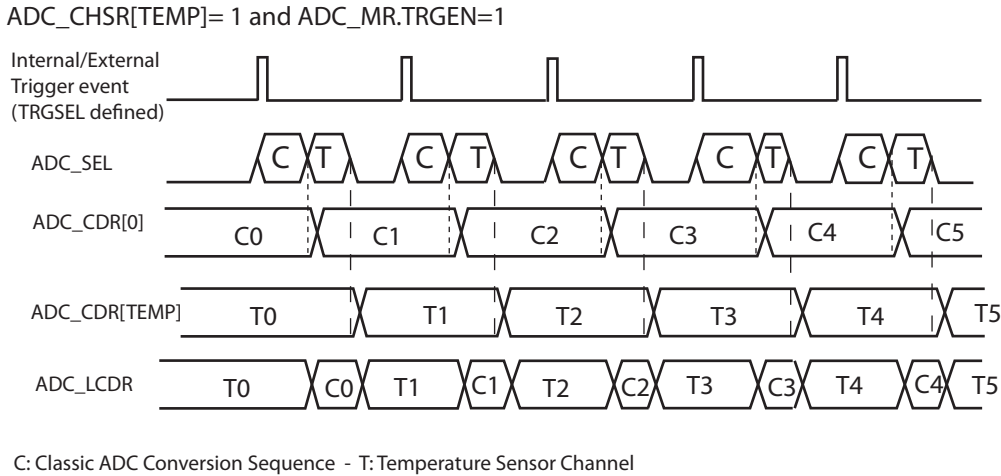 ADC_CHSR[TEMP]= 1 and ADC_MR.TRGEN=1
Internal/External
Trigger event
(TRGSEL defined)
ADC_SEL C T C T C T C T C T
ADC_CDR[0] C0 C1 C2 C3 C4 C5
ADC_CDR[TEMP] T0 T1 T2 T3 T4 T5
ADC_LCDR T0 C0 T1 C1 T2 C2 T3 C3 T4 C4 T5
C: Classic ADC Conversion Sequence - T: Temperature Sensor Channel